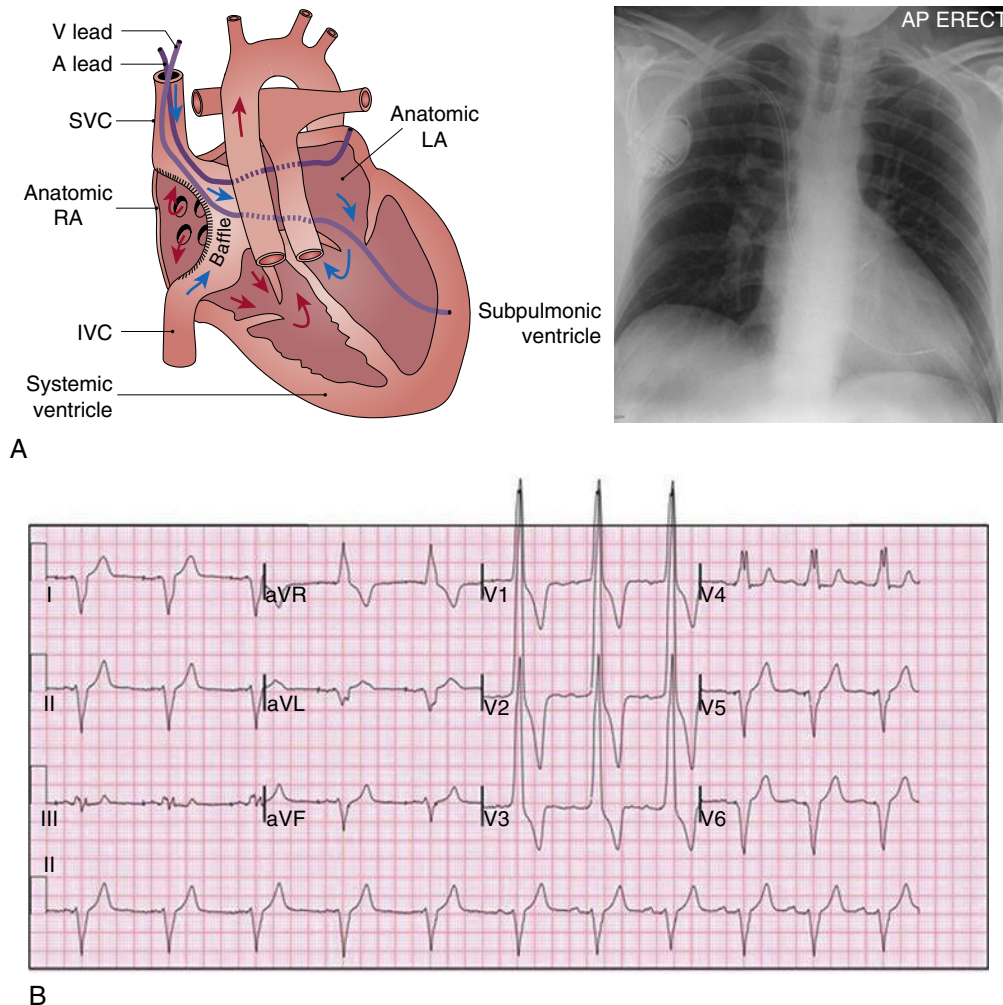 V lead
A lead
SVC
Anatomic
RA
IVC
Systemic
ventricle
Baffle
Anatomic
LA
Subpulmonic
ventricle
AP ERECT
A
I
aVR
V1
V4
II
aVL
V2
V5
III
aVF
V3
V6
II
B